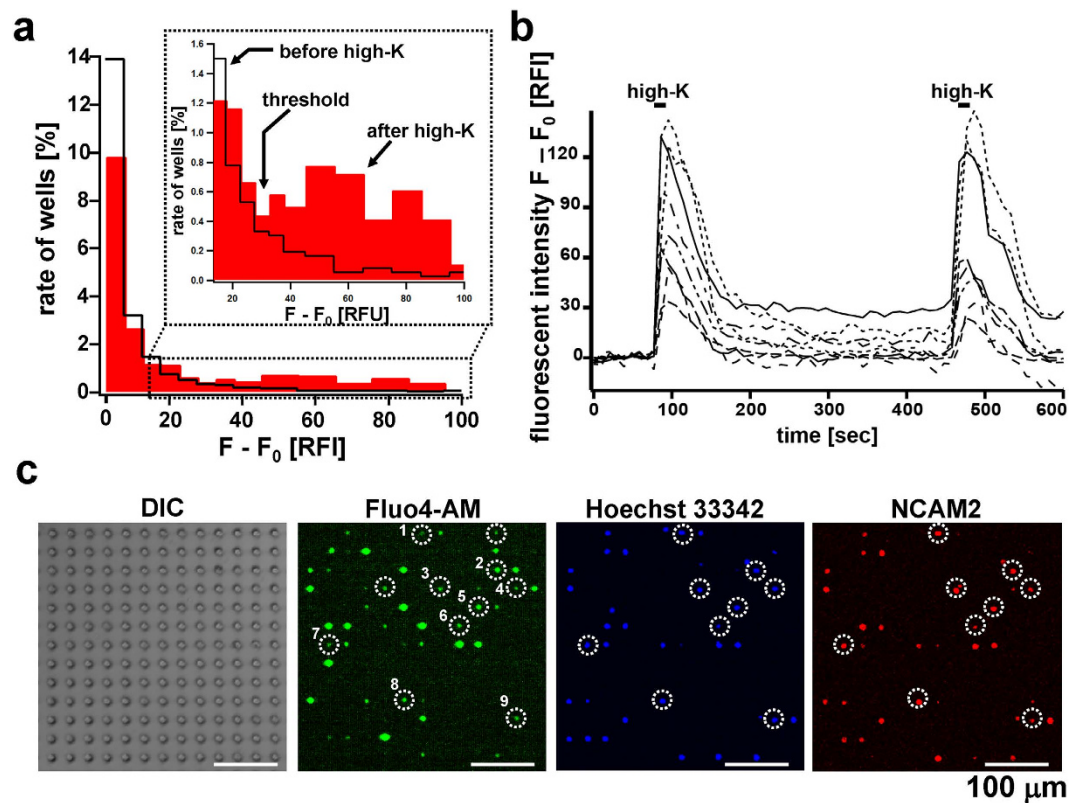 a
14
12
10
8
6
4
2
0
rate of wells [%]
0
20
40
60
80
100
F - F₀ [RFI]
1.6
1.4
1.2
1.0
0.8
0.6
0.4
0.2
0.0
rate of wells [%]
before high-K
threshold
after high-K
20
40
60
80
100
F - F₀ [RFU]
b
fluorescent intensity F – F₀ [RFI]
high-K
high-K
120
90
60
30
0
0
100
200
300
400
500
600
time [sec]
c
DIC
Fluo4-AM
Hoechst 33342
NCAM2
1
2
3
4
5
6
7
8
9
100 μm